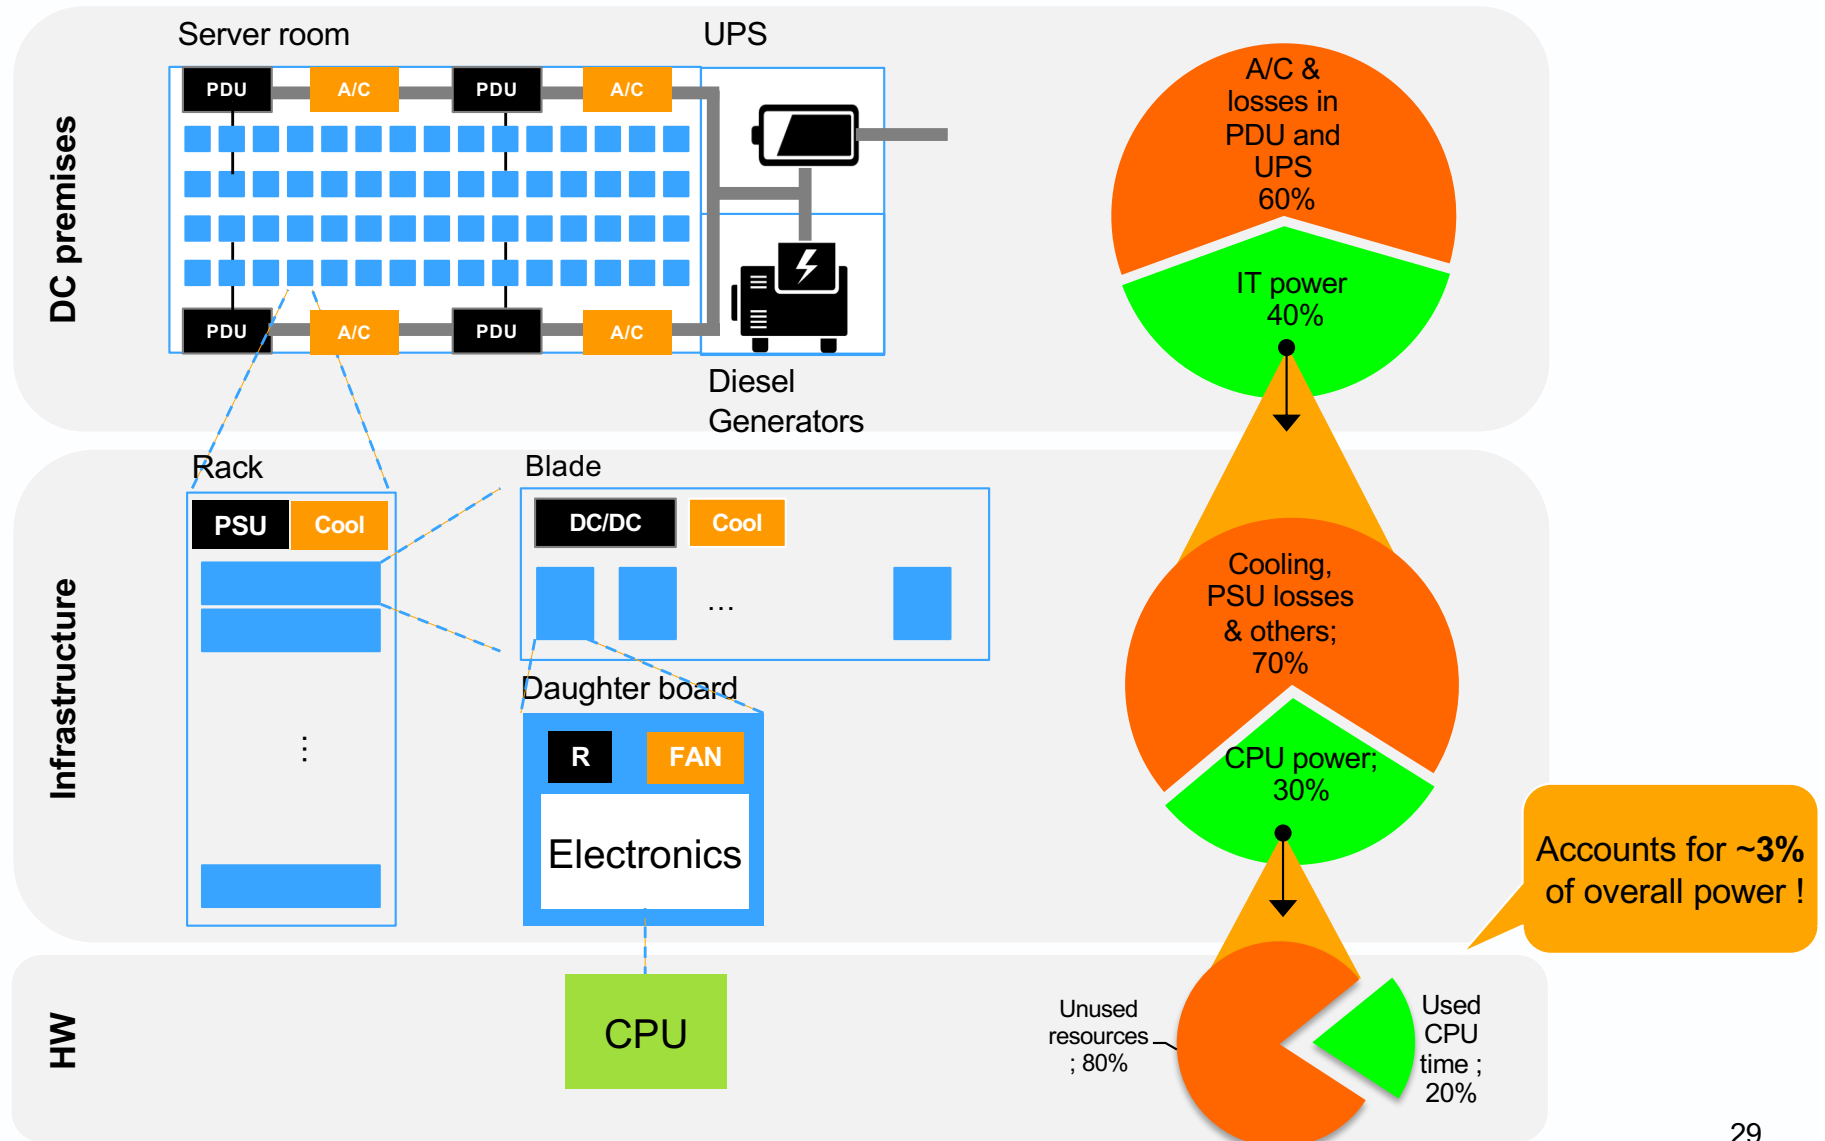 Server room
UPS
PDU
A/C
PDU
A/C
DC premises
PDU
A/C
PDU
A/C
Diesel
Generators
A/C &
losses in
PDU and
UPS
60%
IT power
40%
Infrastructure
Rack
PSU
Cool
...
Blade
DC/DC
Cool
...
Daughter board
R
FAN
Electronics
Cooling,
PSU losses
& others;
70%
CPU power;
30%
Accounts for ~3%
of overall power !
HW
CPU
Unused
resources
; 80%
Used
CPU
time ;
20%
29